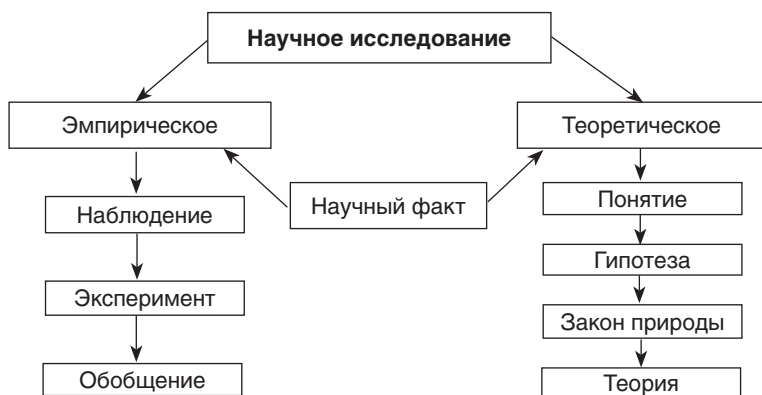 Научное исследование
Эмпирическое
Теоретическое
Научный факт
Наблюдение
Понятие
Гипотеза
Эксперимент
Закон природы
Обобщение
Теория